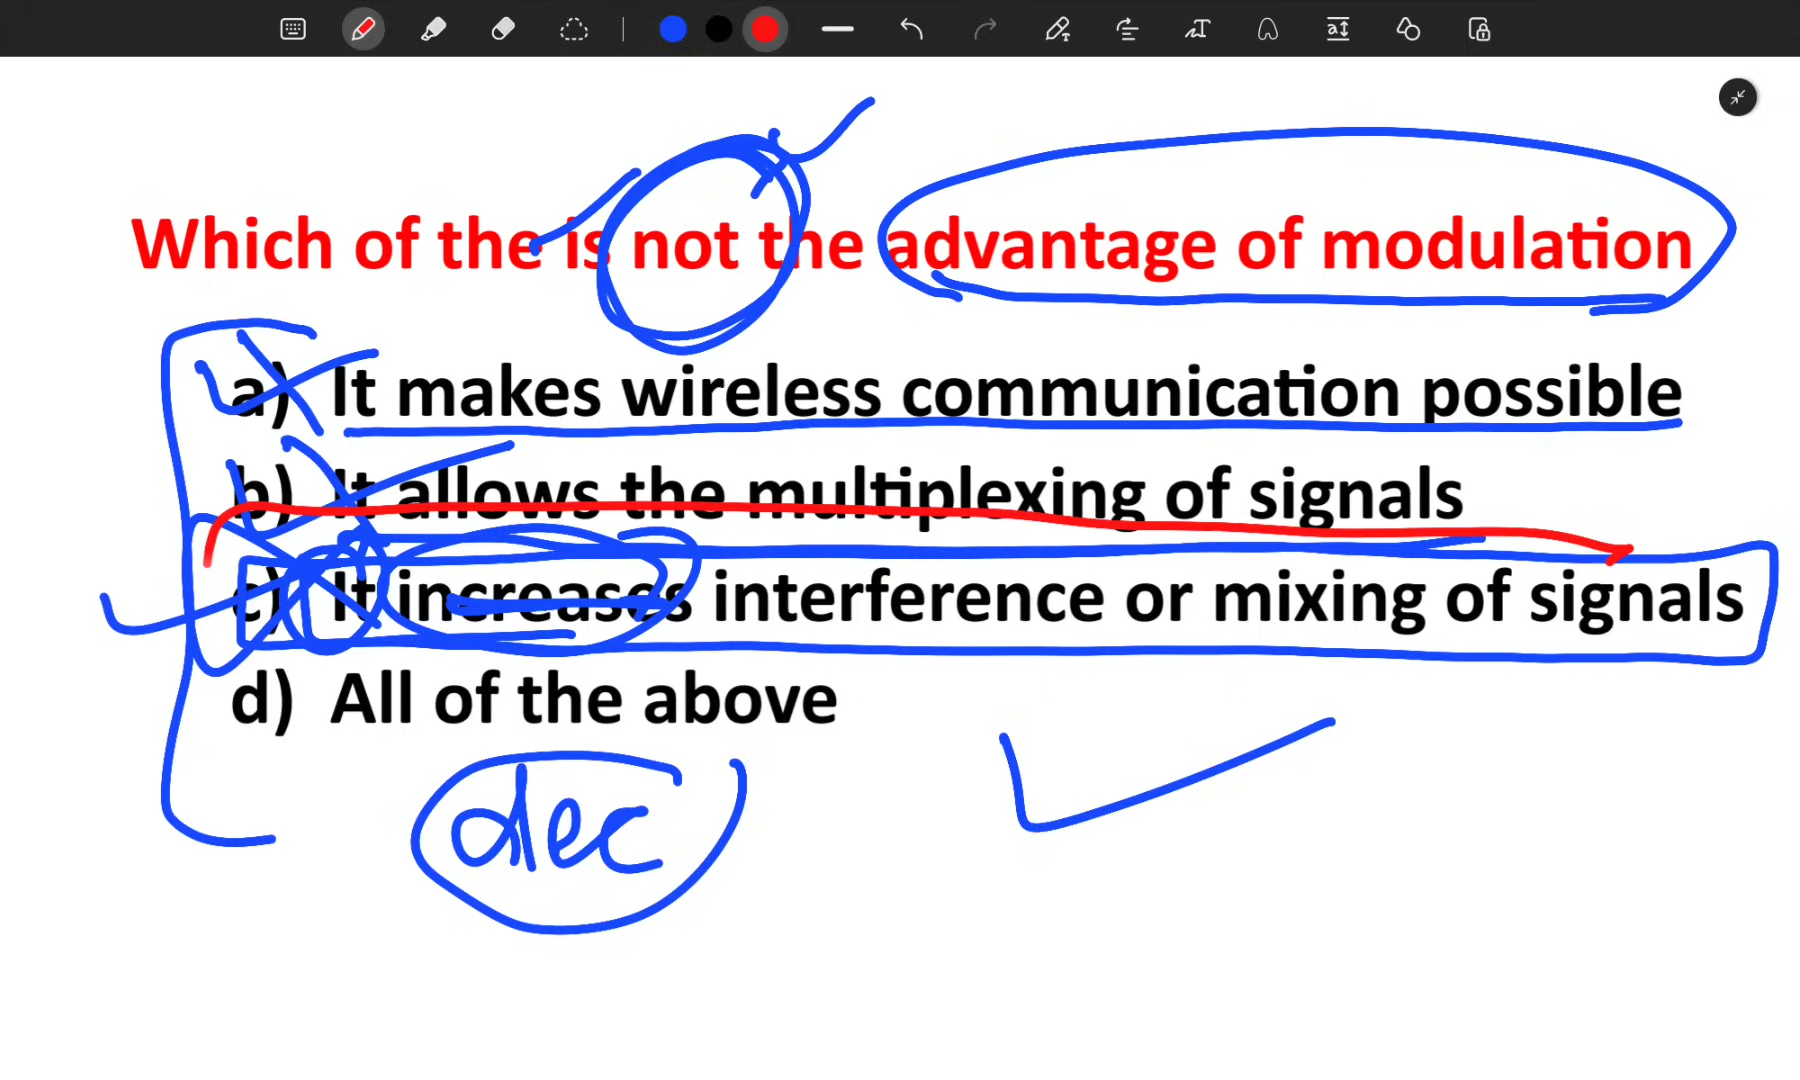 Which of the is not the advantage of modulation
a) It makes wireless communication possible
b) It allows the multiplexing of signals
c) It increases interference or mixing of signals
d) All of the above
dec